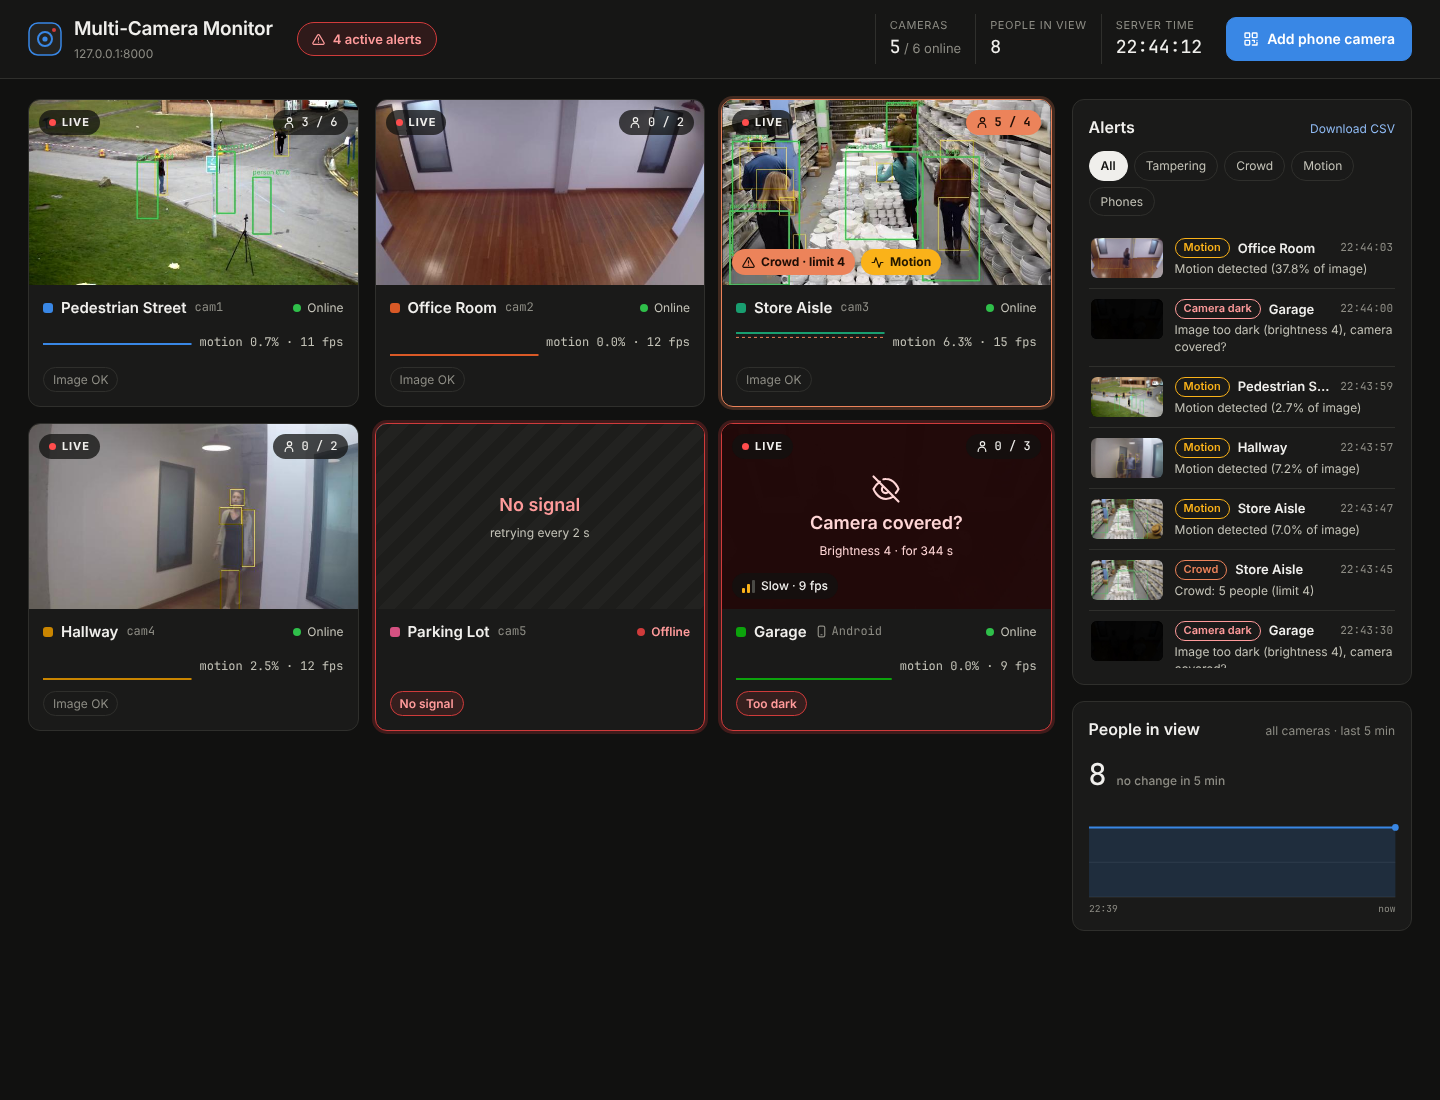 Multi-Camera Monitor
127.0.0.1:8000
4 active alerts
CAMERAS
5 / 6 online
PEOPLE IN VIEW
8
SERVER TIME
22:44:12
Add phone camera
LIVE
3 / 6
Pedestrian Street cam1
Online
motion 0.7% · 11 fps
Image OK
LIVE
0 / 2
Office Room cam2
Online
motion 0.0% · 12 fps
Image OK
LIVE
5 / 4
Crowd · limit 4
Motion
Store Aisle cam3
Online
motion 6.3% · 15 fps
Image OK
LIVE
0 / 2
Hallway cam4
Online
motion 2.5% · 12 fps
Image OK
No signal
retrying every 2 s
Parking Lot cam5
Offline
No signal
LIVE
0 / 3
Camera covered?
Brightness 4 · for 344 s
Slow · 9 fps
Garage Android
Online
motion 0.0% · 9 fps
Too dark
Alerts
Download CSV
All
Tampering
Crowd
Motion
Phones
Motion Office Room 22:44:03
Motion detected (37.8% of image)
Camera dark Garage 22:44:00
Image too dark (brightness 4), camera
covered?
Motion Pedestrian S... 22:43:59
Motion detected (2.7% of image)
Motion Hallway 22:43:57
Motion detected (7.2% of image)
Motion Store Aisle 22:43:47
Motion detected (7.0% of image)
Crowd Store Aisle 22:43:45
Crowd: 5 people (limit 4)
Camera dark Garage 22:43:30
Image too dark (brightness 4), camera
covered?
People in view
all cameras · last 5 min
8 no change in 5 min
22:39
now